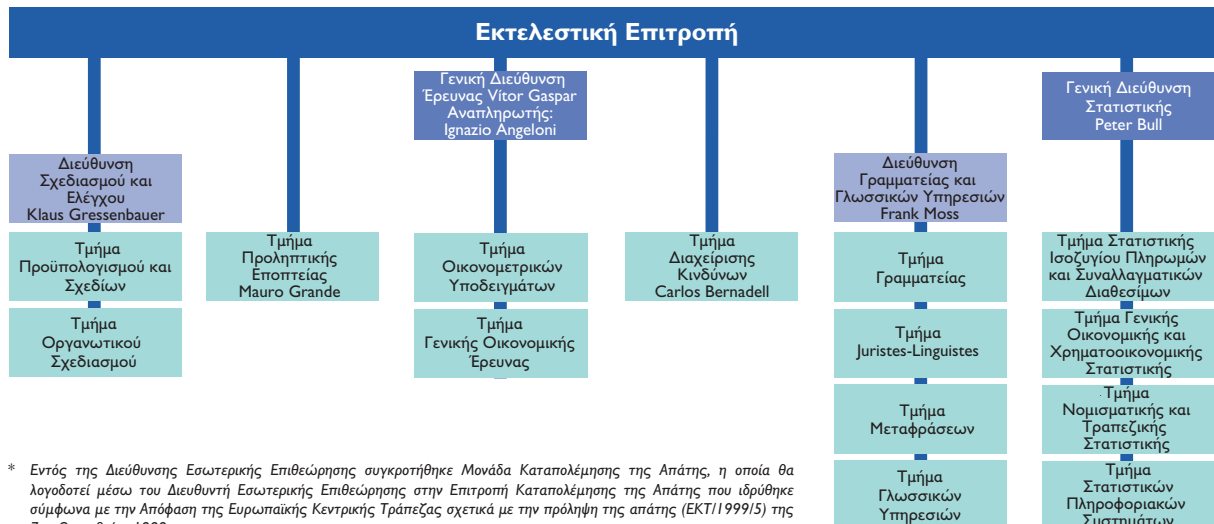 Εκτελεστική Επιτροπή
Διεύθυνση
Σχεδιασμού και
Ελέγχου
Klaus Gressenbauer
Τμήμα
Προϋπολογισμού και
Σχεδίων
Τμήμα
Οργανωτικού
Σχεδιασμού
Τμήμα
Προληπτικής
Εποπτείας
Mauro Grande
Γενική Διεύθυνση
Έρευνας Vítor Gaspar
Αναπληρωτής:
Ignazio Angeloni
Τμήμα
Οικονομετρικών
Υποδειγμάτων
Τμήμα
Γενικής Οικονομικής
Έρευνας
Τμήμα
Διαχείρισης
Κινδύνων
Carlos Bernadell
Διεύθυνση
Γραμματείας και
Γλωσσικών Υπηρεσιών
Frank Moss
Τμήμα
Γραμματείας
Τμήμα
Juristes-Linguistes
Τμήμα
Μεταφράσεων
Τμήμα
Γλωσσικών
Υπηρεσιών
Γενική Διεύθυνση
Στατιστικής
Peter Bull
Τμήμα Στατιστικής
Ισοζυγίου Πληρωμών
και Συναλλαγματικών
Διαθεσίμων
Τμήμα Γενικής
Οικονομικής και
Χρηματοοικονομικής
Στατιστικής
Τμήμα
Νομισματικής και
Τραπεζικής
Στατιστικής
Τμήμα
Στατιστικών
Πληροφοριακών
Συστημάτων
* Εντός της Διεύθυνσης Εσωτερικής Επιθεώρησης συγκροτήθηκε Μονάδα Καταπολέμησης της Απάτης, η οποία θα
λογοδοτεί μέσω του Διευθυντή Εσωτερικής Επιθεώρησης στην Επιτροπή Καταπολέμησης της Απάτης που ιδρύθηκε
σύμφωνα με την Απόφαση της Ευρωπαϊκής Κεντρικής Τράπεζας σχετικά με την πρόληψη της απάτης (ΕΚΤ/1999/5) της